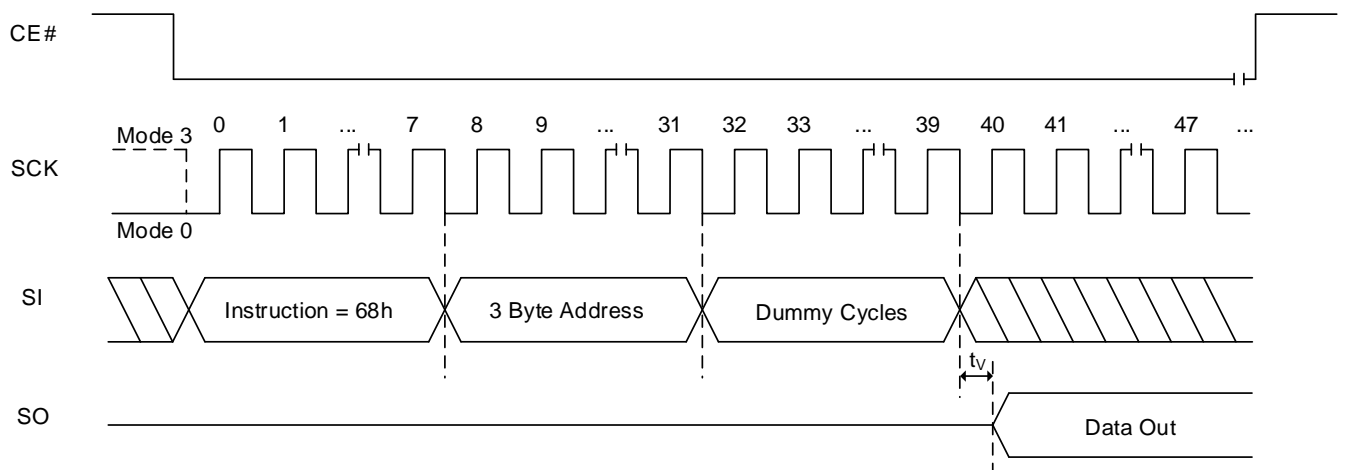 CE#
Mode 3 0 1 ... 7 8 9 ... 31 32 33 ... 39 40 41 ... 47 ...
SCK
Mode 0
SI Instruction = 68h 3 Byte Address Dummy Cycles
tV
SO Data Out